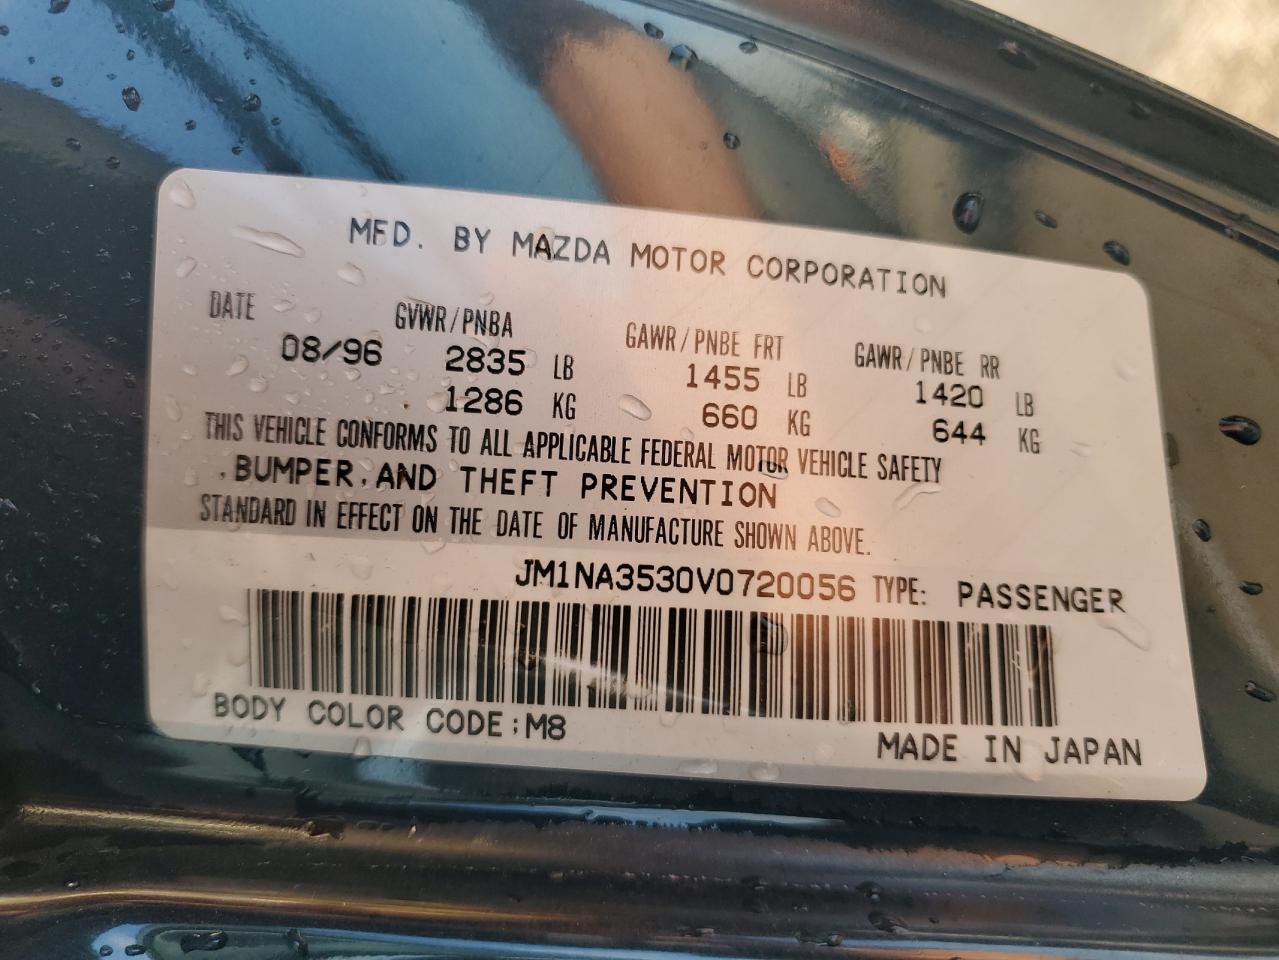 MFD. BY MAZDA MOTOR CORPORATION
DATE GVWR/PNBA GAWR/PNBE FRT GAWR/PNBE RR
08/96 2835 LB 1455 LB 1420 LB
1286 KG 660 KG 644 KG
THIS VEHICLE CONFORMS TO ALL APPLICABLE FEDERAL MOTOR VEHICLE SAFETY
,BUMPER,AND THEFT PREVENTION
STANDARD IN EFFECT ON THE DATE OF MANUFACTURE SHOWN ABOVE.
JM1NA3530V0720056 TYPE: PASSENGER
BODY COLOR CODE:M8
MADE IN JAPAN